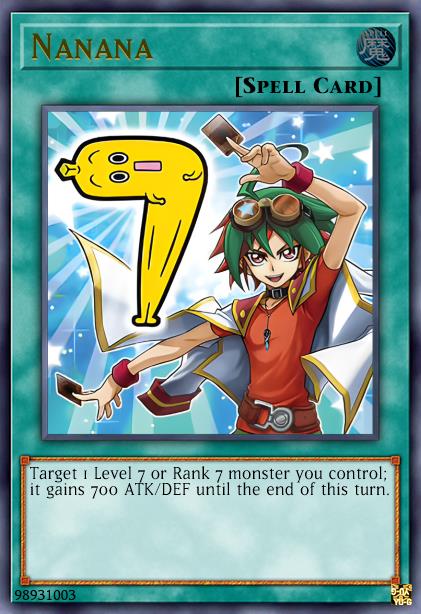 Nanana
魔
[Spell Card]
Target 1 Level 7 or Rank 7 monster you control;
it gains 700 ATK/DEF until the end of this turn.
98931003